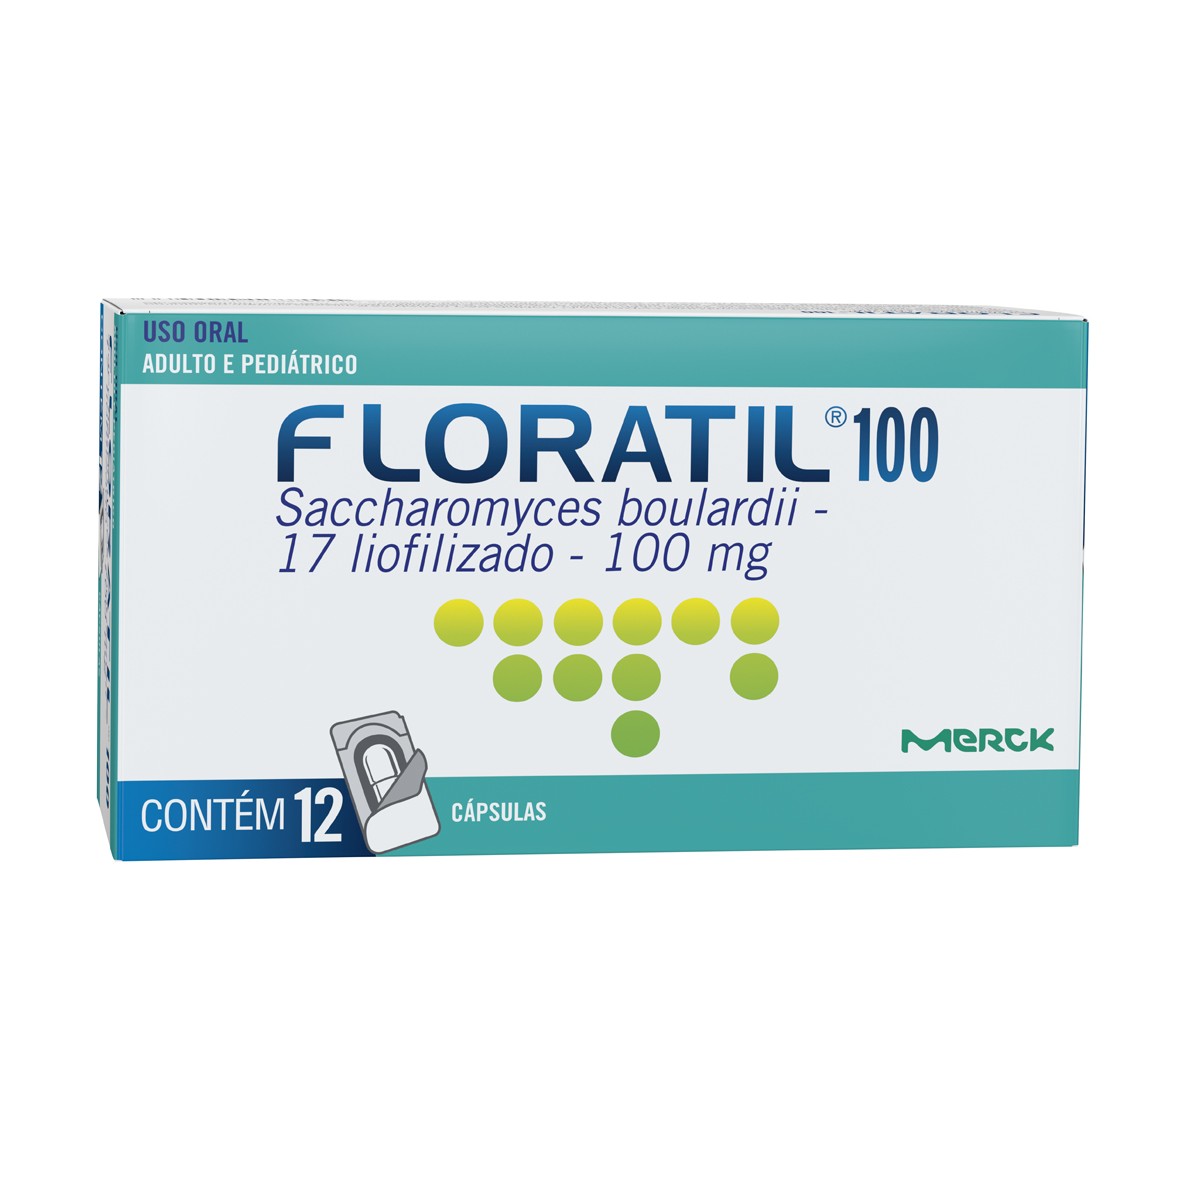 USO ORAL
ADULTO E PEDIÁTRICO
FLORATIL® 100
Saccharomyces boulardii -
17 liofilizado - 100 mg
MERCK
CONTÉM 12
CÁPSULAS